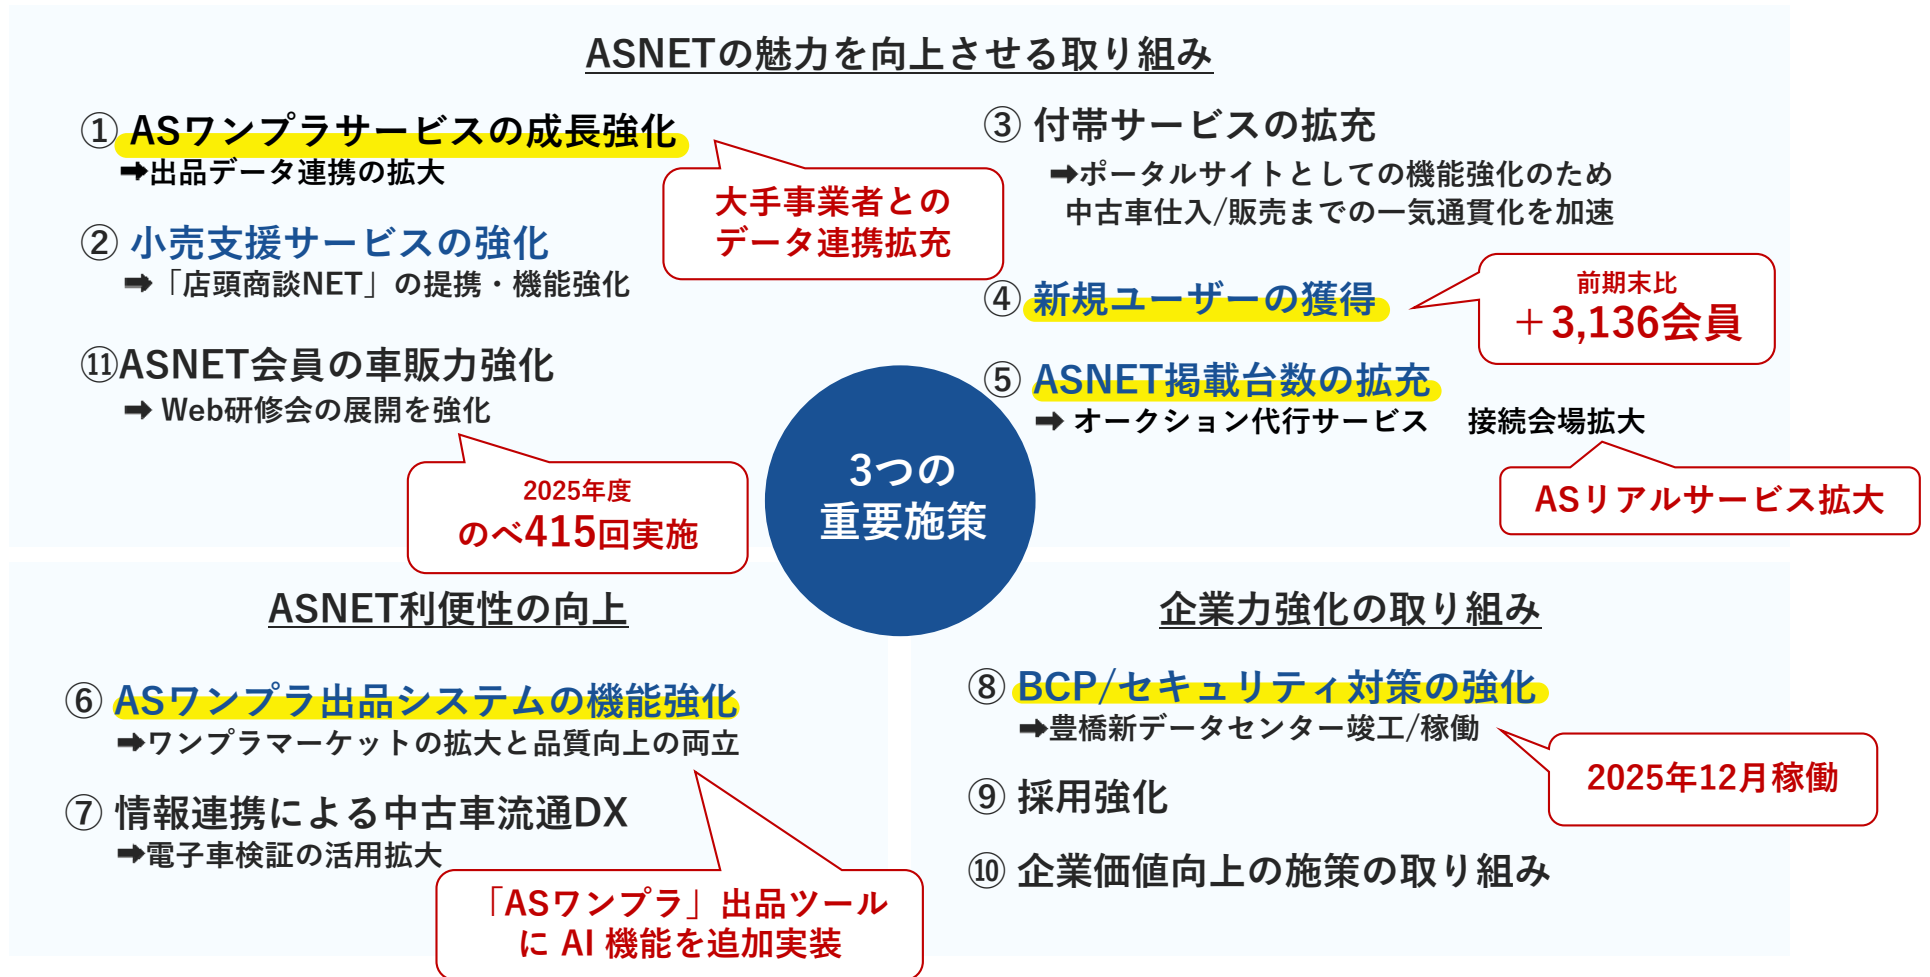 ASNETの魅力を向上させる取り組み
① ASワンプラサービスの成長強化
➡出品データ連携の拡大
大手事業者との
データ連携拡充
② 小売支援サービスの強化
➡「店頭商談NET」の提携・機能強化
⑪ASNET会員の車販力強化
➡ Web研修会の展開を強化
2025年度
のべ415回実施
③ 付帯サービスの拡充
➡ポータルサイトとしての機能強化のため
中古車仕入/販売までの一気通貫化を加速
④ 新規ユーザーの獲得
前期末比
＋3,136会員
⑤ ASNET掲載台数の拡充
➡ オークション代行サービス　接続会場拡大
ASリアルサービス拡大
3つの
重要施策
ASNET利便性の向上
⑥ ASワンプラ出品システムの機能強化
➡ワンプラマーケットの拡大と品質向上の両立
⑦ 情報連携による中古車流通DX
➡電子車検証の活用拡大
「ASワンプラ」出品ツール
に AI 機能を追加実装
企業力強化の取り組み
⑧ BCP/セキュリティ対策の強化
➡豊橋新データセンター竣工/稼働
2025年12月稼働
⑨ 採用強化
⑩ 企業価値向上の施策の取り組み